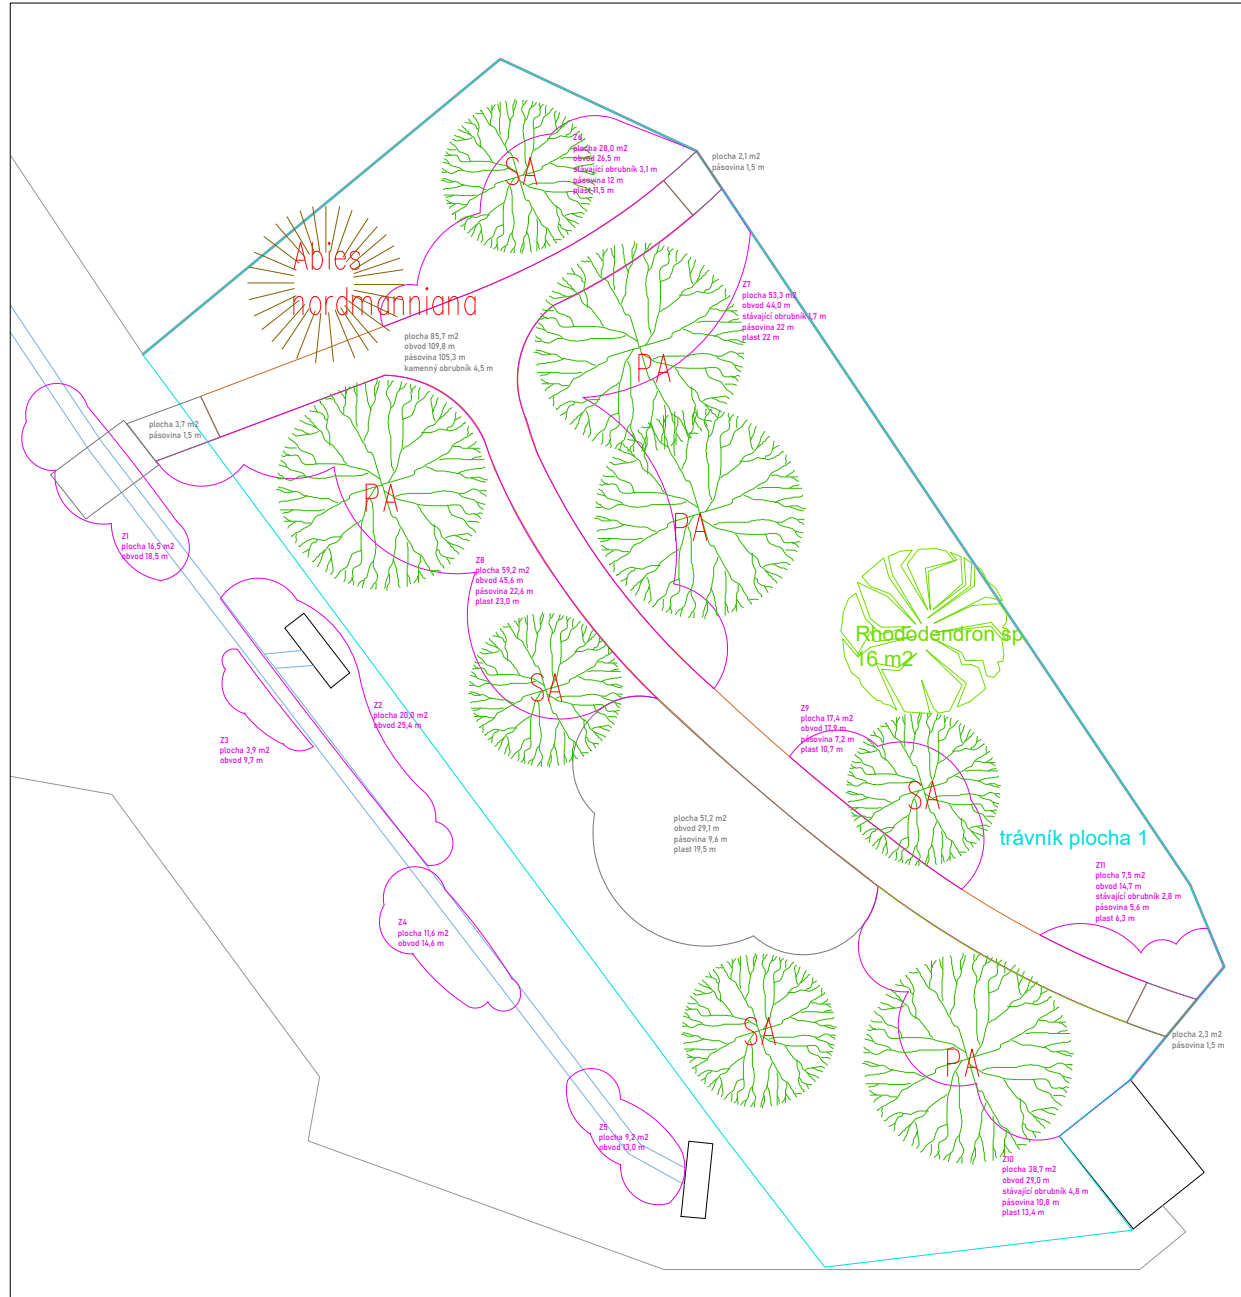 Z6
plocha 28,0 m2
obvod 26,5 m
stávající obrubník 3,1 m
pásovina 12 m
plast 11,5 m
SA
plocha 2,1 m2
pásovina 1,5 m
Abies
nordmanniana
Z7
plocha 53,3 m2
obvod 44,0 m
stávající obrubník 1,7 m
pásovina 22 m
plast 22 m
plocha 85,7 m2
obvod 109,8 m
pásovina 105,3 m
kamenný obrubník 4,5 m
PA
plocha 3,7 m2
pásovina 1,5 m
PA
PA
Z1
plocha 16,5 m2
obvod 18,5 m
Z8
plocha 59,2 m2
obvod 45,6 m
pásovina 22,6 m
plast 23,0 m
Rhododendron sp
16 m2
SA
Z2
plocha 20,0 m2
obvod 25,4 m
Z3
plocha 3,9 m2
obvod 9,7 m
Z9
plocha 17,4 m2
obvod 17,9 m
pásovina 7,2 m
plast 10,7 m
SA
plocha 51,2 m2
obvod 29,1 m
pásovina 9,6 m
plast 19,5 m
trávník plocha 1
Z11
plocha 7,5 m2
obvod 14,7 m
stávající obrubník 2,8 m
pásovina 5,6 m
plast 6,3 m
Z4
plocha 11,6 m2
obvod 14,6 m
SA
PA
plocha 2,3 m2
pásovina 1,5 m
Z5
plocha 9,2 m2
obvod 13,0 m
Z10
plocha 38,7 m2
obvod 29,0 m
stávající obrubník 4,8 m
pásovina 10,8 m
plast 13,4 m